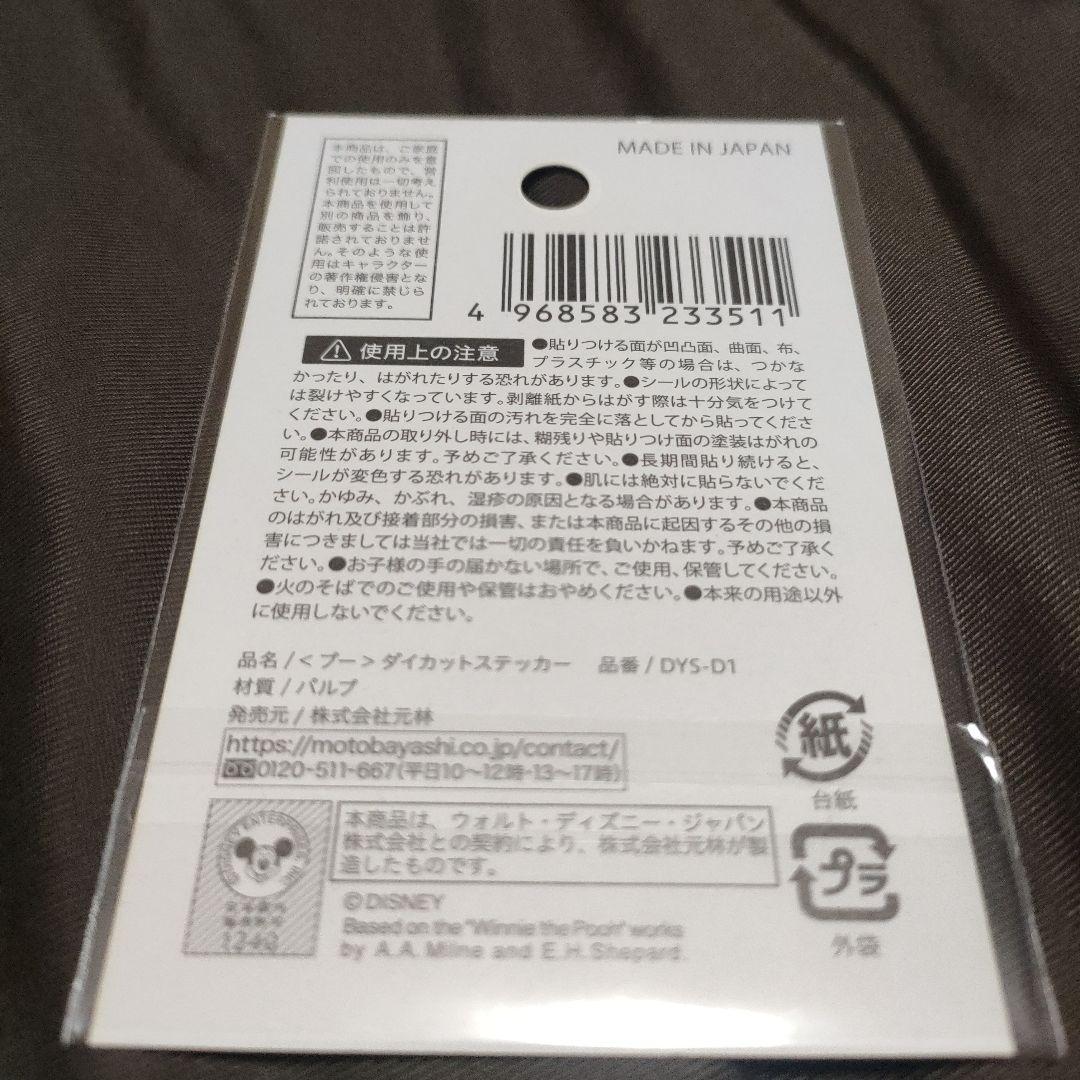 本商品は、ご家庭
での使用のみを意
図したもので、営
利使用は一切考え
られておりません。
本商品を使用して
別の商品を飾り、
販売することは許
諾されておりませ
ん。そのような使
用はキャラクター
の著作権侵害とな
り、明確に禁じら
れております。
MADE IN JAPAN
4 968583 233511
使用上の注意
●貼りつける面が凹凸面、曲面、布、
プラスチック等の場合は、つかな
かったり、はがれたりする恐れがあります。●シールの形状によって
は裂けやすくなっています。剥離紙からはがす際は十分気をつけて
ください。●貼りつける面の汚れを完全に落としてから貼ってくださ
い。●本商品の取り外し時には、糊残りや貼りつけ面の塗装はがれの
可能性があります。予めご了承ください。●長期間貼り続けると、
シールが変色する恐れがあります。●肌には絶対に貼らないでくだ
さい。かゆみ、かぶれ、湿疹の原因となる場合があります。●本商品
のはがれ及び接着部分の損害、または本商品に起因するその他の損
害につきましては当社では一切の責任を負いかねます。予めご了承く
ださい。●お子様の手の届かない場所で、ご使用、保管してください。
●火のそばでのご使用や保管はおやめください。●本来の用途以外
に使用しないでください。
品名/<プー>ダイカットステッカー 品番/DYS-D1
材質/パルプ
発売元/株式会社元林
https://motobayashi.co.jp/contact/
0120-511-667(平日10~12時・13~17時)
紙
台紙
プラ
外袋
本商品は、ウォルト・ディズニー・ジャパン
株式会社との契約により、株式会社元林が製
造したものです。
©DISNEY
Based on the "Winnie the Pooh" works
by A.A. Milne and E.H. Shepard.